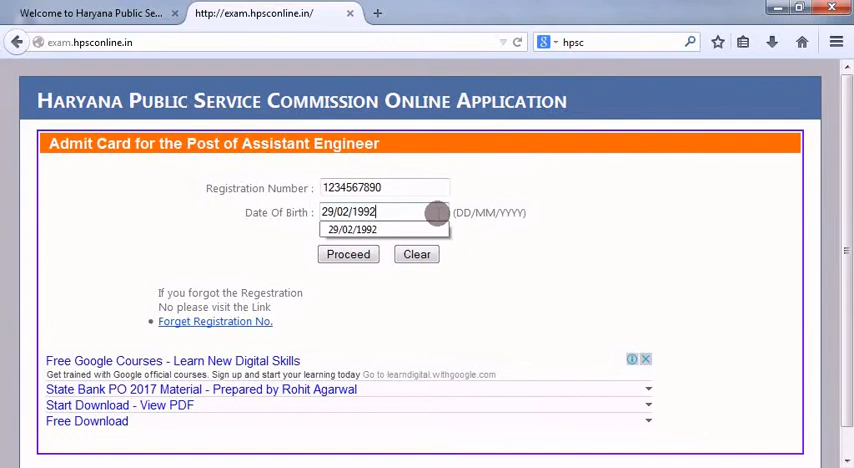 Welcome to Haryana Public Se...
http://exam.hpsconline.in/
exam.hpsconline.in
hpsc
HARYANA PUBLIC SERVICE COMMISSION ONLINE APPLICATION
Admit Card for the Post of Assistant Engineer
Registration Number :
1234567890
Date Of Birth :
29/02/1992
(DD/MM/YYYY)
29/02/1992
Proceed
Clear
If you forgot the Regestration
No please visit the Link
Forget Registration No.
Free Google Courses - Learn New Digital Skills
Get trained with Google official courses. Sign up and start your learning today Go to learndigital.withgoogle.com
State Bank PO 2017 Material - Prepared by Rohit Agarwal
Start Download - View PDF
Free Download